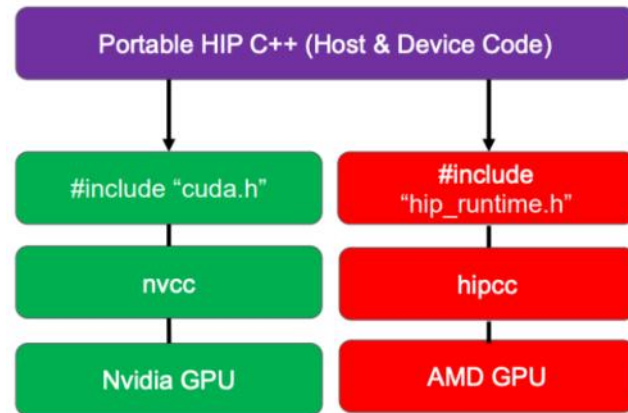 Portable HIP C++ (Host & Device Code)
#include “cuda.h”
#include
“hip_runtime.h”
nvcc
hipcc
Nvidia GPU
AMD GPU